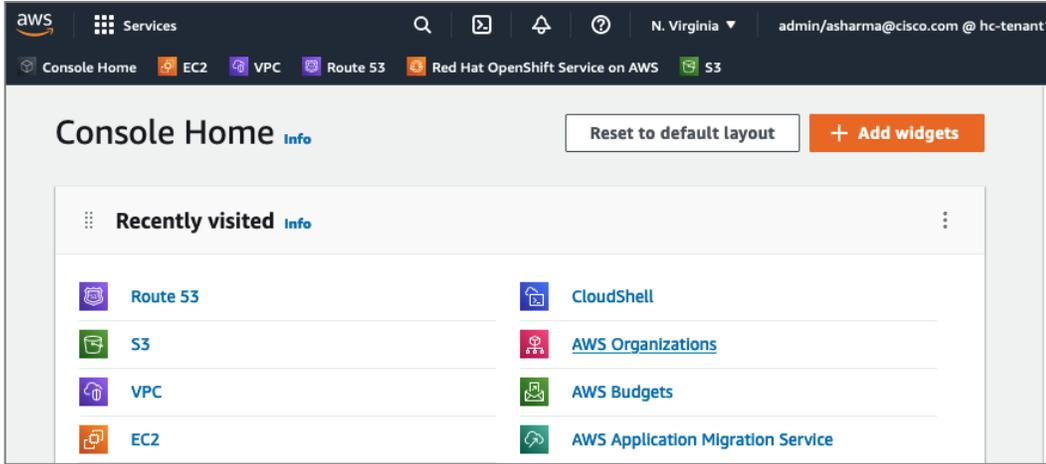 aws Services N. Virginia ▼ admin/asharma@cisco.com @ hc-tenant
Console Home EC2 VPC Route 53 Red Hat OpenShift Service on AWS S3
Console Home Info Reset to default layout + Add widgets
Recently visited Info
Route 53 CloudShell
S3 AWS Organizations
VPC AWS Budgets
EC2 AWS Application Migration Service